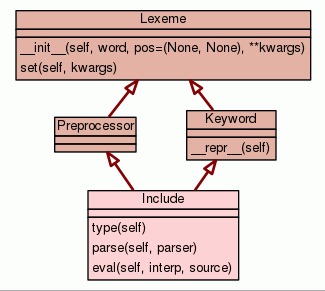 Lexeme
__init__(self, word, pos=(None, None), **kwargs)
set(self, kwargs)
Preprocessor
Keyword
__repr__(self)
Include
type(self)
parse(self, parser)
eval(self, interp, source)